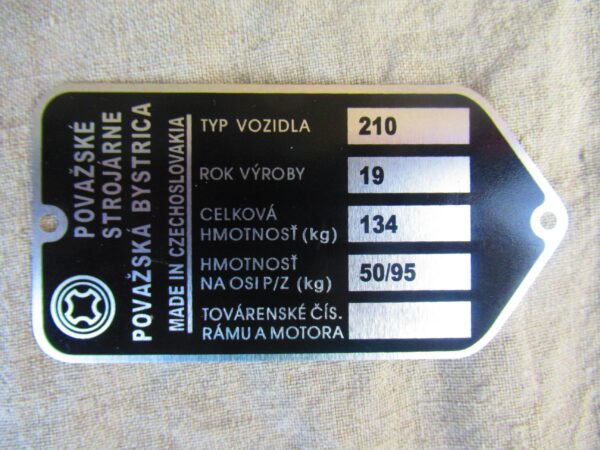 POVAŽSKÉ
STROJÁRNE
POVAŽSKÁ BYSTRICA
MADE IN CZECHOSLOVAKIA
TYP VOZIDLA 210
ROK VÝROBY 19
CELKOVÁ
HMOTNOSŤ (kg) 134
HMOTNOSŤ
NA OSI P/Z (kg) 50/95
TOVÁRENSKÉ ČÍS.
RÁMU A MOTORA